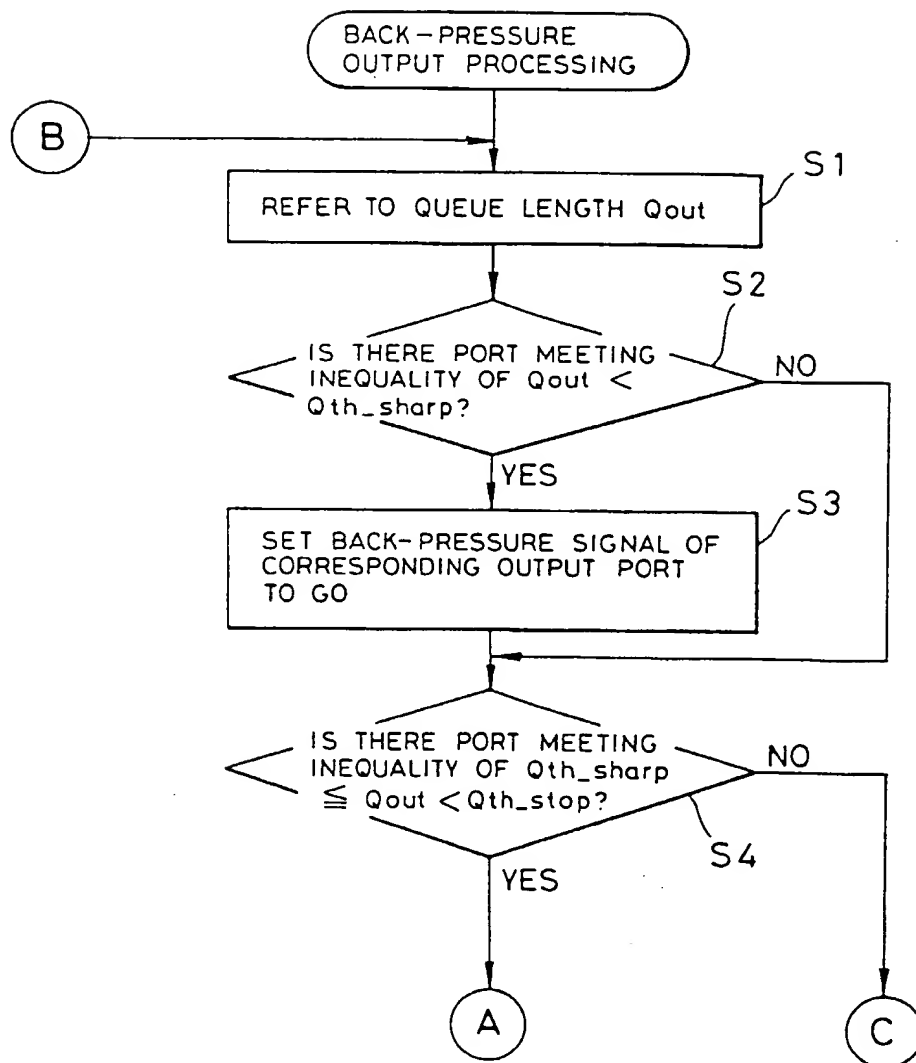 BACK-PRESSURE
OUTPUT PROCESSING
B
S1
REFER TO QUEUE LENGTH Qout
S2
IS THERE PORT MEETING
INEQUALITY OF Qout <
Qth_sharp?
NO
YES
S3
SET BACK-PRESSURE SIGNAL OF
CORRESPONDING OUTPUT PORT
TO GO
IS THERE PORT MEETING
INEQUALITY OF Qth_sharp
≦ Qout < Qth_stop?
NO
S4
YES
A
C